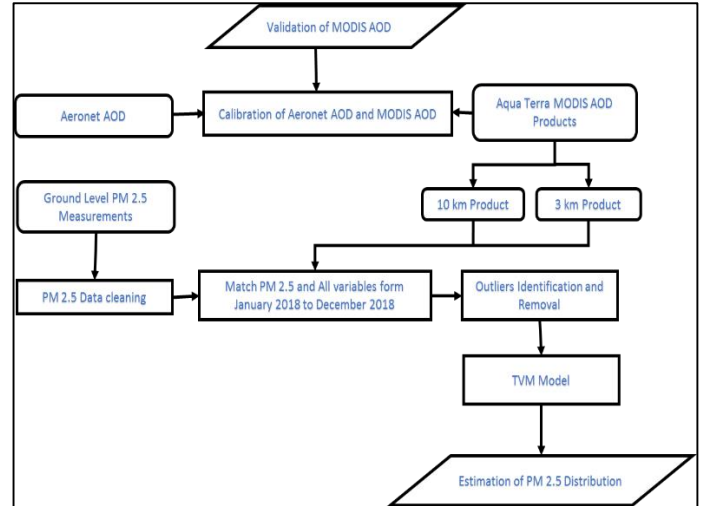 Validation of MODIS AOD
Aeronet AOD
Calibration of Aeronet AOD and MODIS AOD
Aqua Terra MODIS AOD
Products
Ground Level PM 2.5
Measurements
10 km Product
3 km Product
PM 2.5 Data cleaning
Match PM 2.5 and All variables form
January 2018 to December 2018
Outliers Identification and
Removal
TVM Model
Estimation of PM 2.5 Distribution